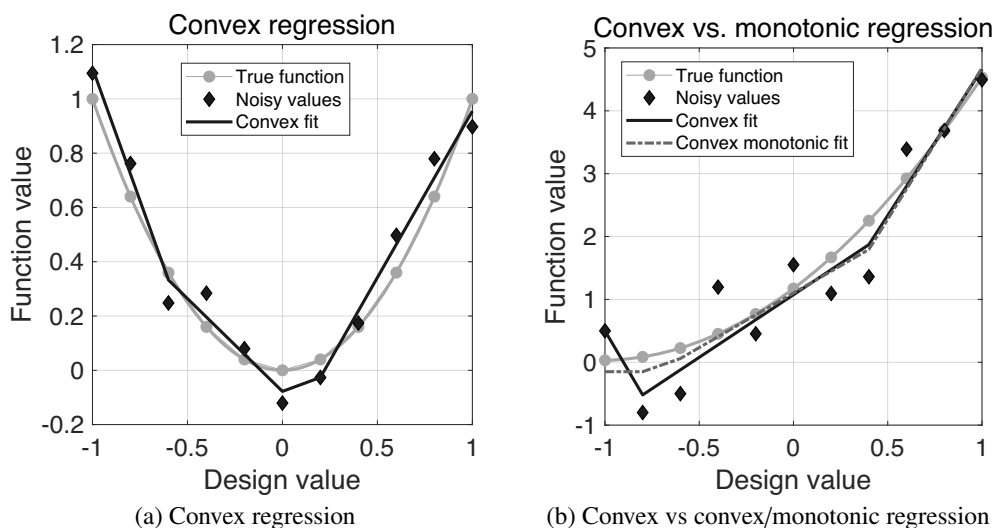 Convex regression
1.2
1
0.8
0.6
0.4
0.2
0
-0.2
-1
-0.5
0
0.5
1
Function value
Design value
True function
Noisy values
Convex fit
(a) Convex regression
Convex vs. monotonic regression
5
4
3
2
1
0
-1
-1
-0.5
0
0.5
1
Function value
Design value
True function
Noisy values
Convex fit
Convex monotonic fit
(b) Convex vs convex/monotonic regression